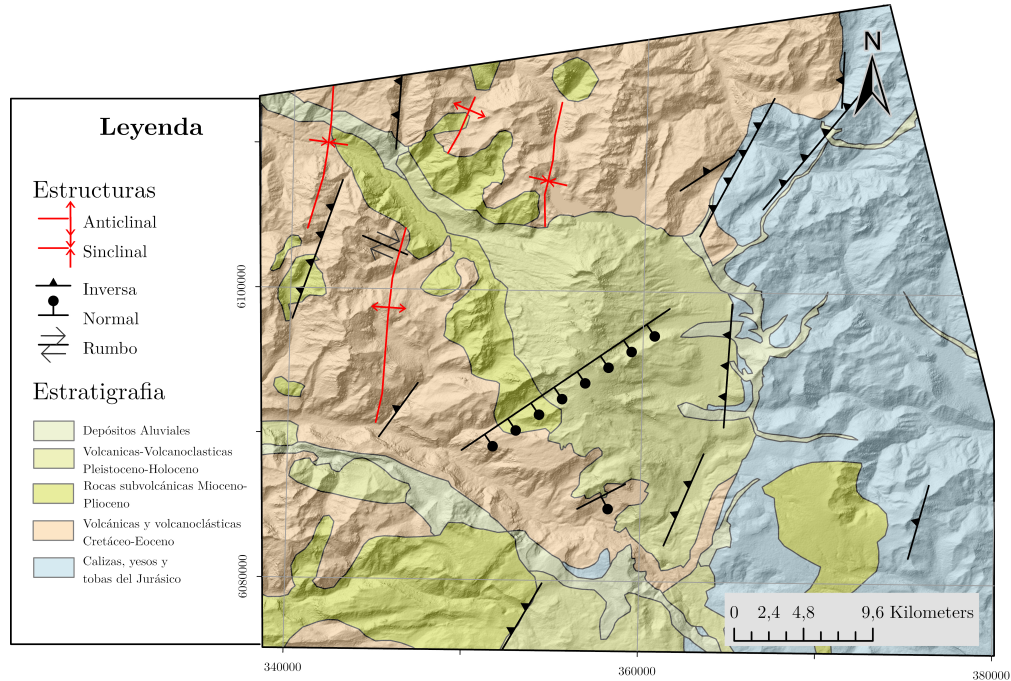 Leyenda
Estructuras
Anticlinal
Sinclinal
Inversa
Normal
Rumbo
Estratigrafia
Depósitos Aluviales
Volcanicas-Volcanoclasticas
Pleistoceno-Holoceno
Rocas subvolcánicas Mioceno-
Plioceno
Volcánicas y volcanoclásticas
Cretáceo-Eoceno
Calizas, yesos y
tobas del Jurásico
N
6100000
6080000
0 2,4 4,8 9,6 Kilometers
340000
360000
380000